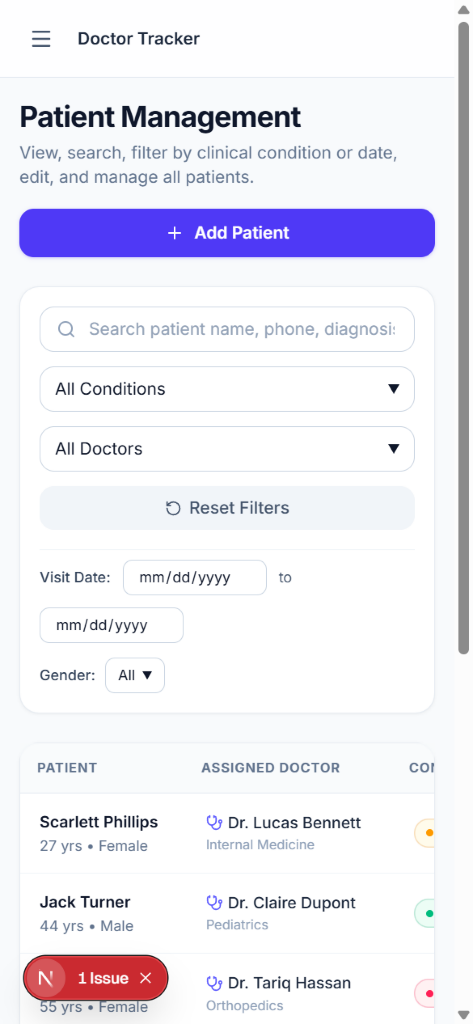 Doctor Tracker
Patient Management
View, search, filter by clinical condition or date,
edit, and manage all patients.
+ Add Patient
Search patient name, phone, diagnosis
All Conditions ▼
All Doctors ▼
Reset Filters
Visit Date: mm/dd/yyyy to
mm/dd/yyyy
Gender: All ▼
PATIENT ASSIGNED DOCTOR CON
Scarlett Phillips Dr. Lucas Bennett
27 yrs • Female Internal Medicine
Jack Turner Dr. Claire Dupont
44 yrs • Male Pediatrics
Dr. Tariq Hassan
N 1 Issue ×
55 yrs • Female Orthopedics